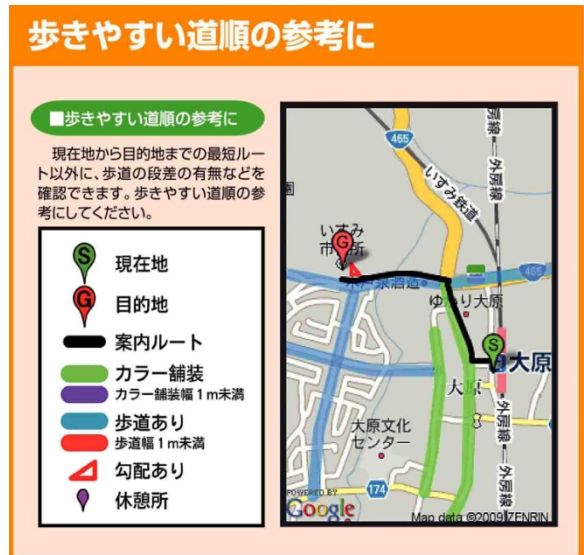 歩きやすい道順の参考に
■歩きやすい道順の参考に
現在地から目的地までの最短ルー
ト以外に、歩道の段差の有無などを
確認できます。歩きやすい道順の参
考にしてください。
S 現在地
G 目的地
案内ルート
カラー舗装
カラー舗装幅1m未満
歩道あり
歩道幅1m未満
勾配あり
休憩所
465
外房線
外房線
いすみ鉄道
いすみ
市
所
G
465
ゆ
り大原
S
大原
大原
大原文化
センター
外房線
外房線
174
POWERED BY
Google
Map data ©2009 ZENRIN